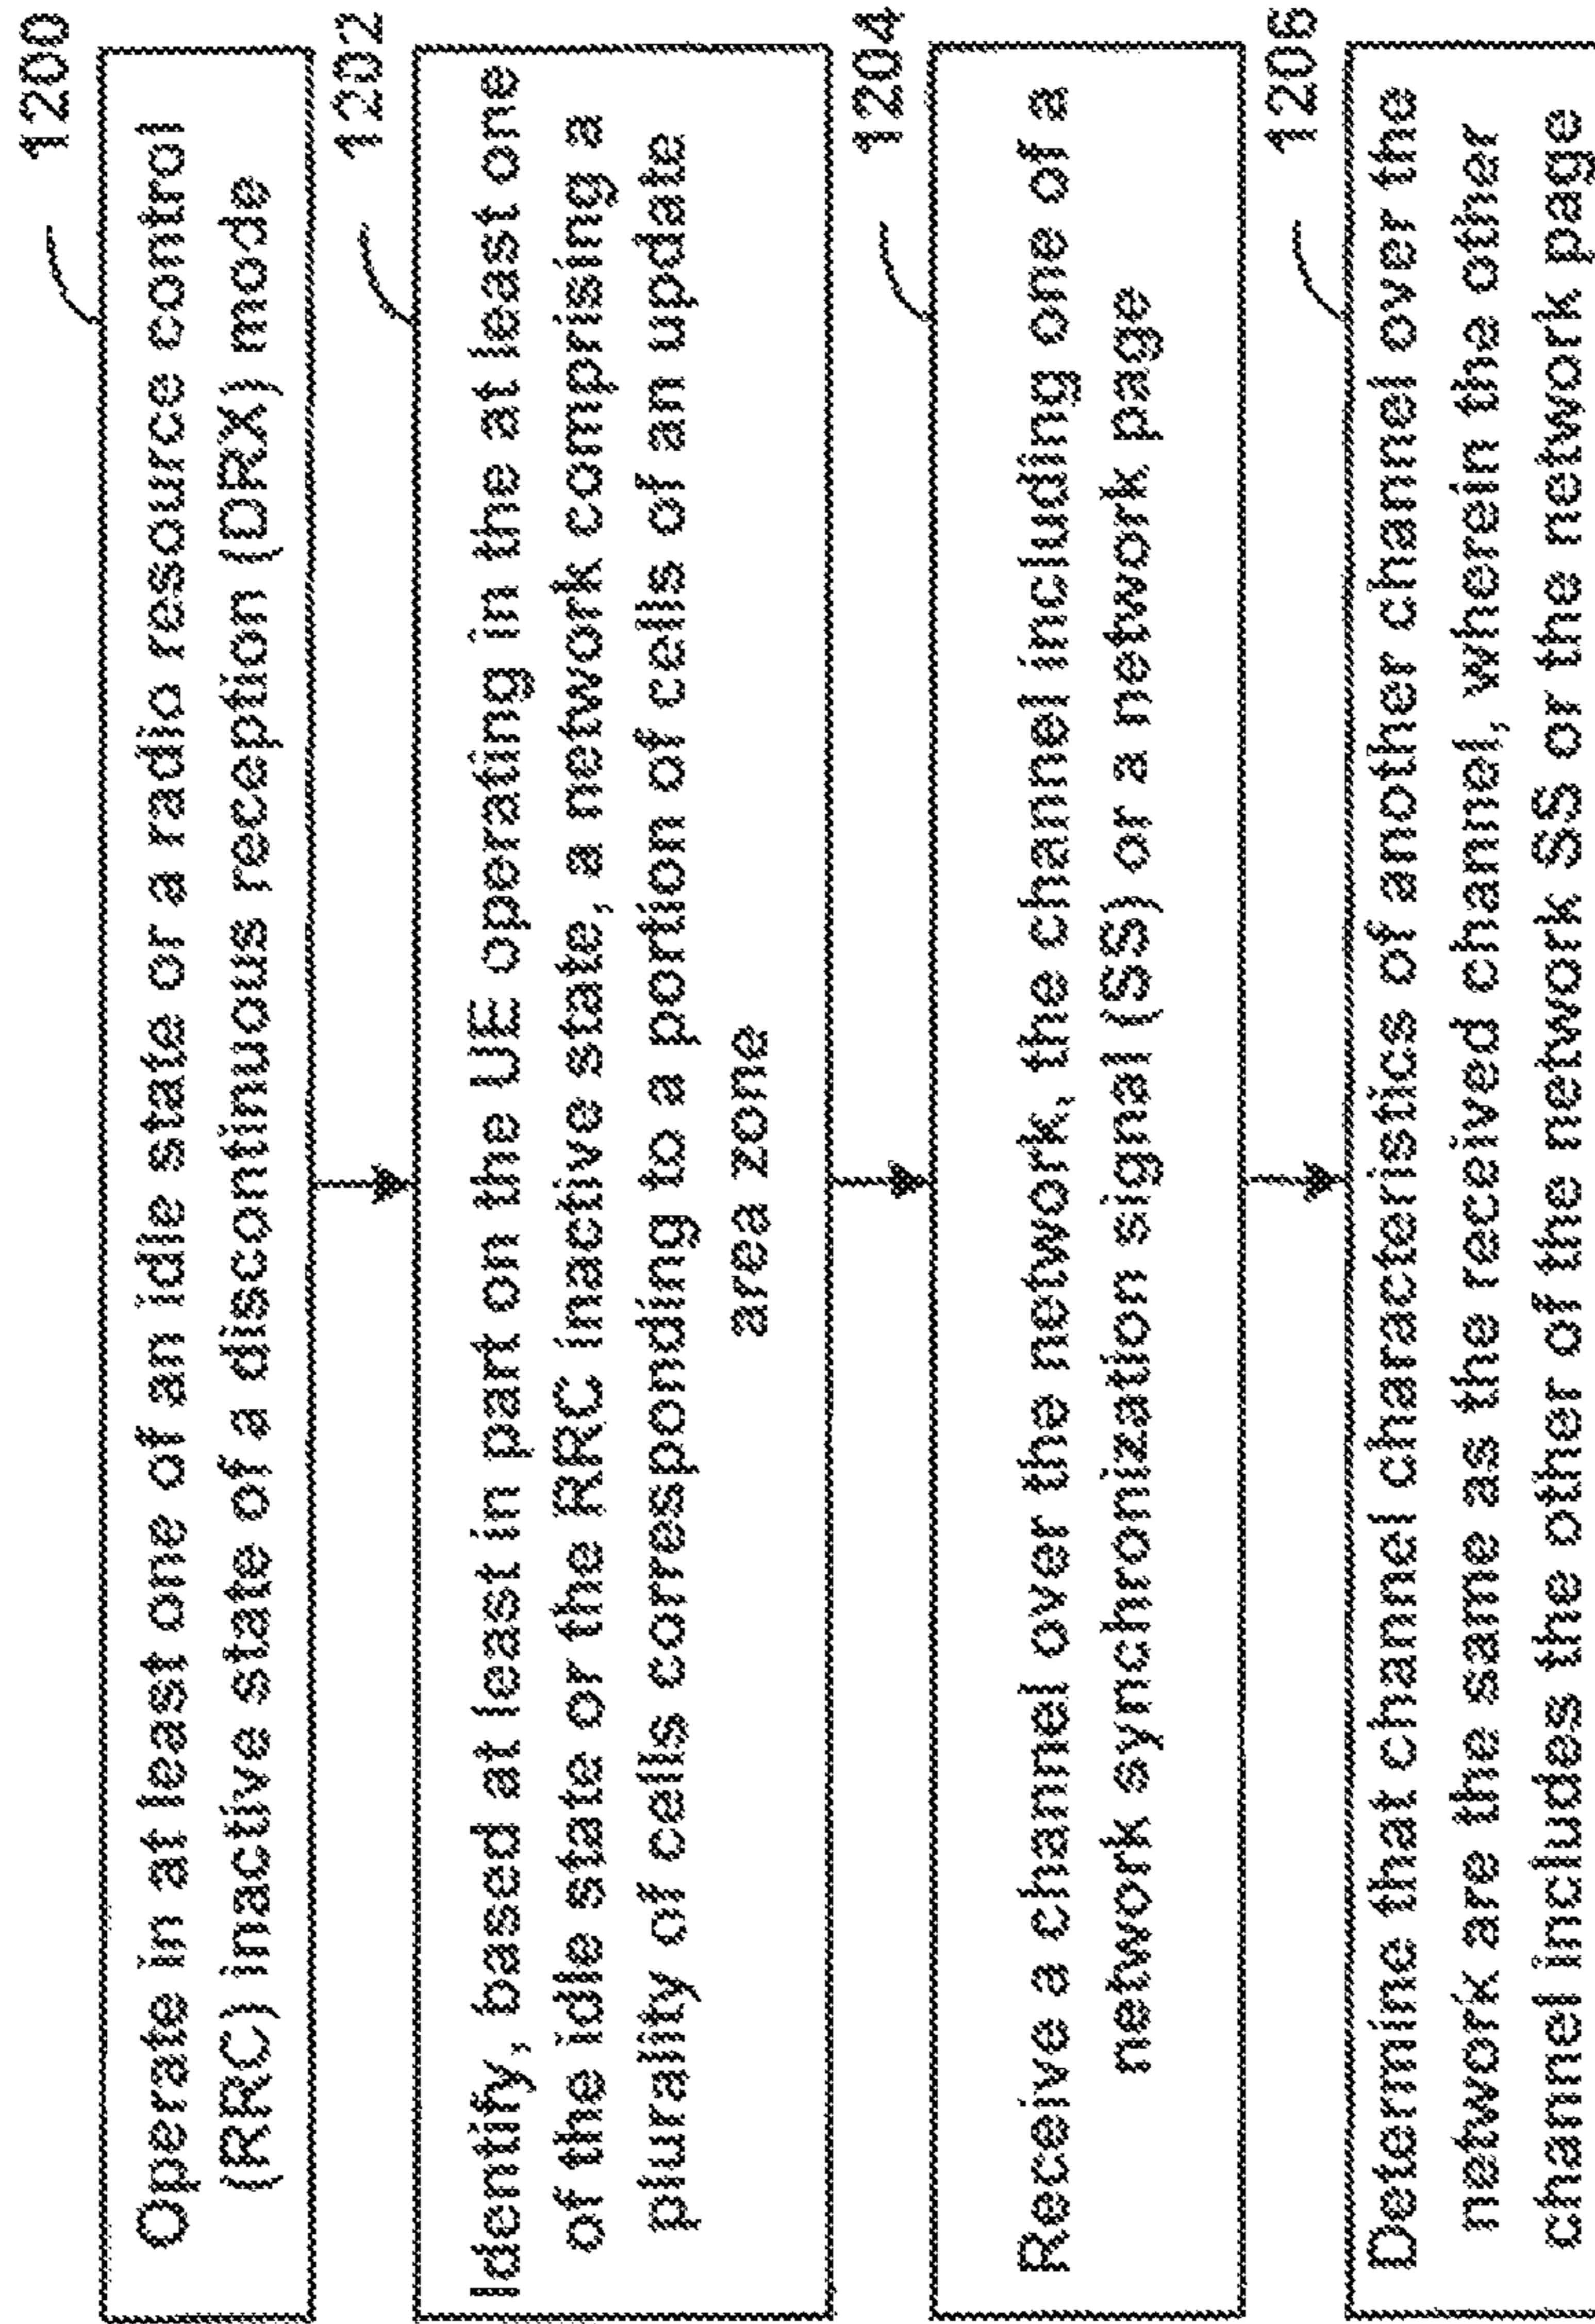 1200
Operate in at least one of an idle state or a radio resource control
(RRC) inactive state of a discontinuous reception (DRX) mode
1202
Identify, based at least in part on the UE operating in the at least one
of the idle state or the RRC inactive state, a network comprising a
plurality of cells corresponding to a portion of cells of an update
area zone
1204
Receive a channel over the network, the channel including one of a
network synchronization signal (SS) or a network page
1206
Determine that channel characteristics of another channel over the
network are the same as the received channel, wherein the other
channel includes the other of the network SS or the network page